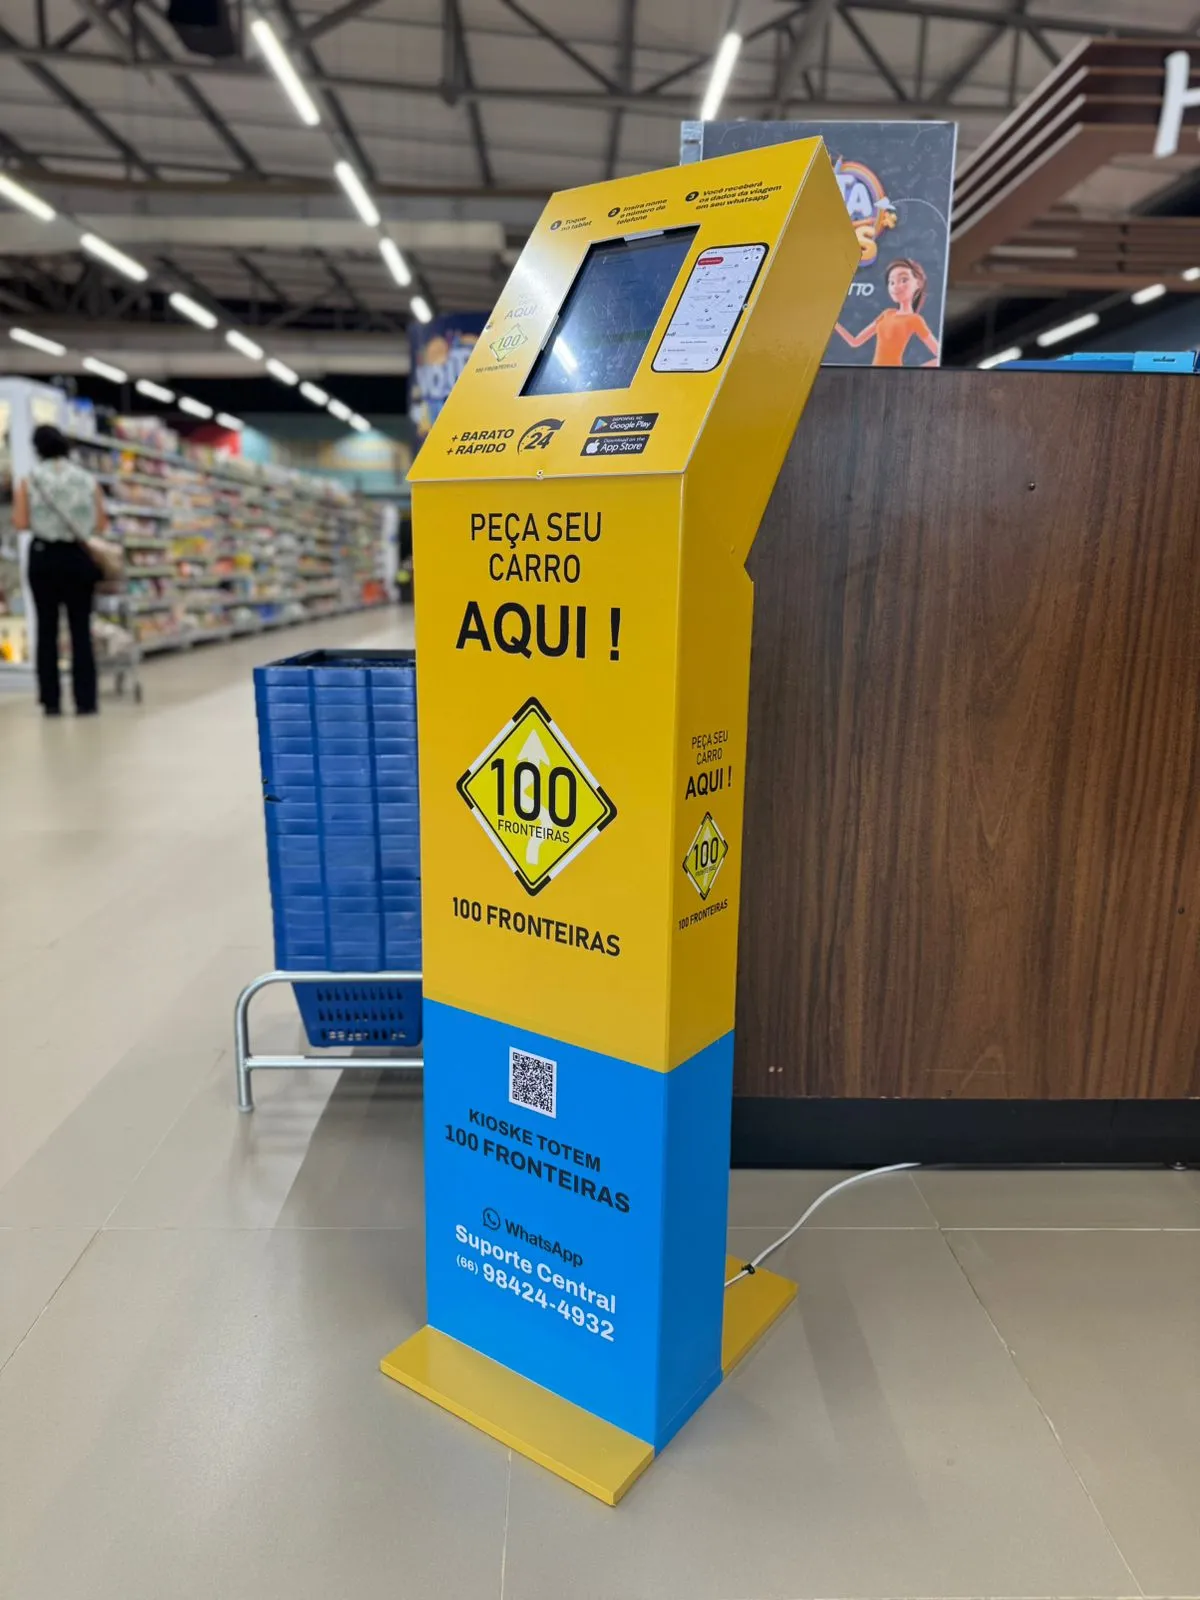 1 Toque
no tablet
2 Insira nome
e número de
telefone
3 Você receberá
os dados da viagem
em seu whatsapp
AQUI
100
100 FRONTEIRAS
+ BARATO
+ RÁPIDO
24
DISPONÍVEL NO
Google Play
Download on the
App Store
PEÇA SEU
CARRO
AQUI !
100
FRONTEIRAS
100 FRONTEIRAS
PEÇA SEU
CARRO
AQUI !
100
FRONTEIRAS
100 FRONTEIRAS
KIOSKE TOTEM
100 FRONTEIRAS
WhatsApp
Suporte Central
(66) 98424-4932